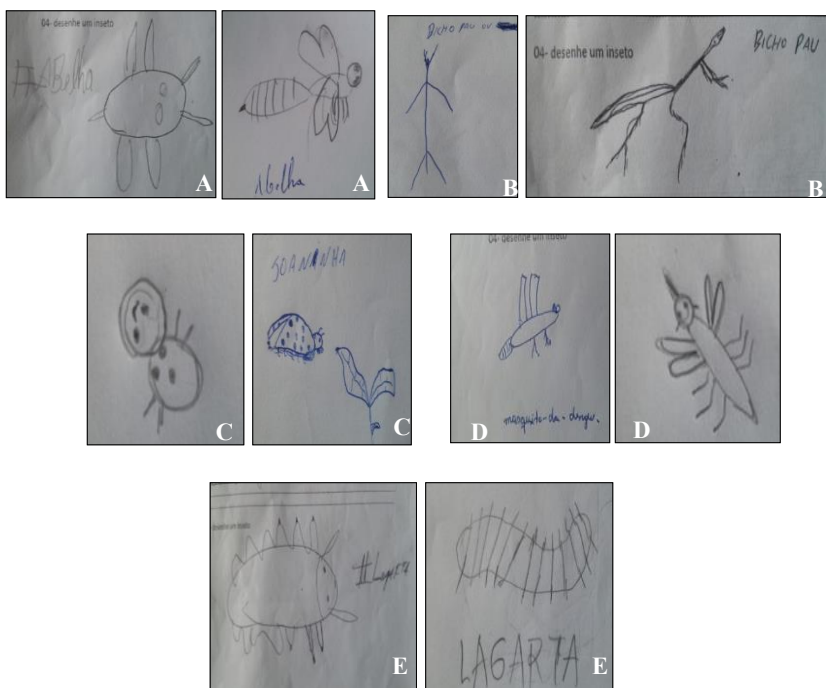 04- desenhe um inseto
#Abelha
A
Abelha
A
BICHO PAU ou
B
04- desenhe um inseto
BICHO PAU
B
C
JOANINHA
C
04- desenhe um inseto
mosquito-da-dengue.
D
D
desenhe um inseto
#Lagarta
E
LAGARTA
E